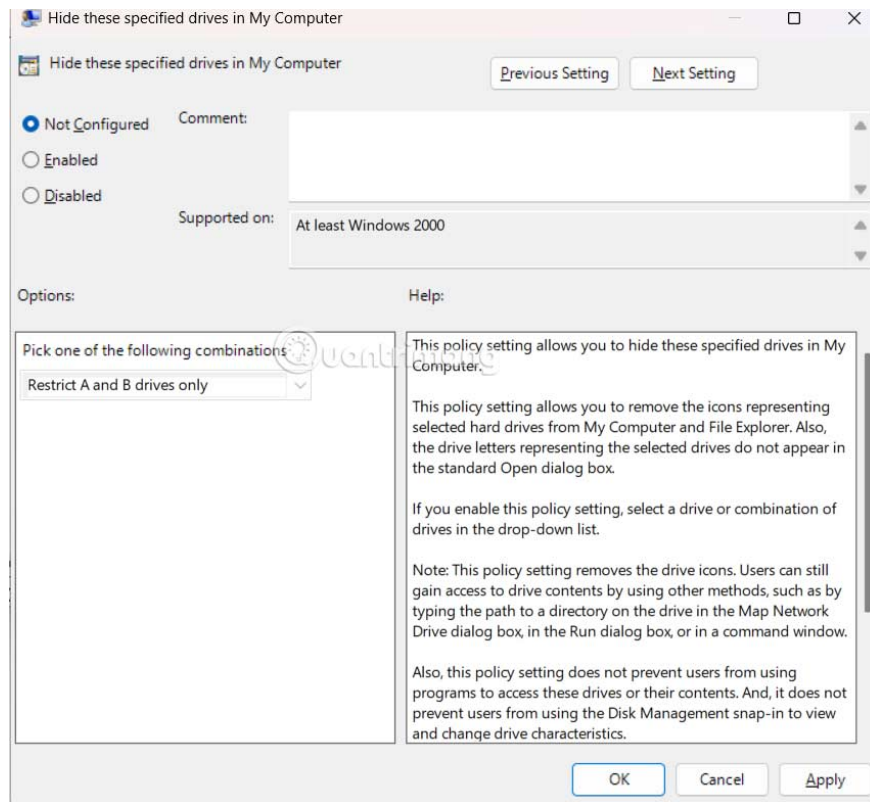 Hide these specified drives in My Computer
Hide these specified drives in My Computer
Previous Setting
Next Setting
Not Configured
Comment:
Enabled
Disabled
Supported on:
At least Windows 2000
Options:
Help:
Pick one of the following combinations
Restrict A and B drives only
Quantrimang
This policy setting allows you to hide these specified drives in My
Computer.
This policy setting allows you to remove the icons representing
selected hard drives from My Computer and File Explorer. Also,
the drive letters representing the selected drives do not appear in
the standard Open dialog box.
If you enable this policy setting, select a drive or combination of
drives in the drop-down list.
Note: This policy setting removes the drive icons. Users can still
gain access to drive contents by using other methods, such as by
typing the path to a directory on the drive in the Map Network
Drive dialog box, in the Run dialog box, or in a command window.
Also, this policy setting does not prevent users from using
programs to access these drives or their contents. And, it does not
prevent users from using the Disk Management snap-in to view
and change drive characteristics.
OK
Cancel
Apply